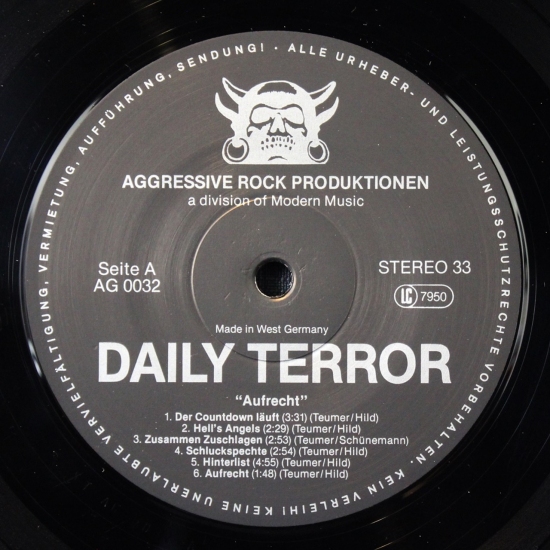 ALLE URHEBER- UND LEISTUNGSSCHUTZRECHTE VORBEHALTEN. KEIN VERLEIH! KEINE UNERLAUBTE VERVIELFÄLTIGUNG, VERMIETUNG, AUFFÜHRUNG, SENDUNG! ·
AGGRESSIVE ROCK PRODUKTIONEN
a division of Modern Music
Seite A
AG 0032
STEREO 33
LC 7950
Made in West Germany
DAILY TERROR
“Aufrecht”
1. Der Countdown läuft (3:31) (Teumer/Hild)
2. Hell's Angels (2:29) (Teumer/Hild)
3. Zusammen Zuschlagen (2:53) (Teumer/Schünemann)
4. Schluckspechte (2:54) (Teumer/Hild)
5. Hinterlist (4:55) (Teumer/Hild)
6. Aufrecht (1:48) (Teumer/Hild)